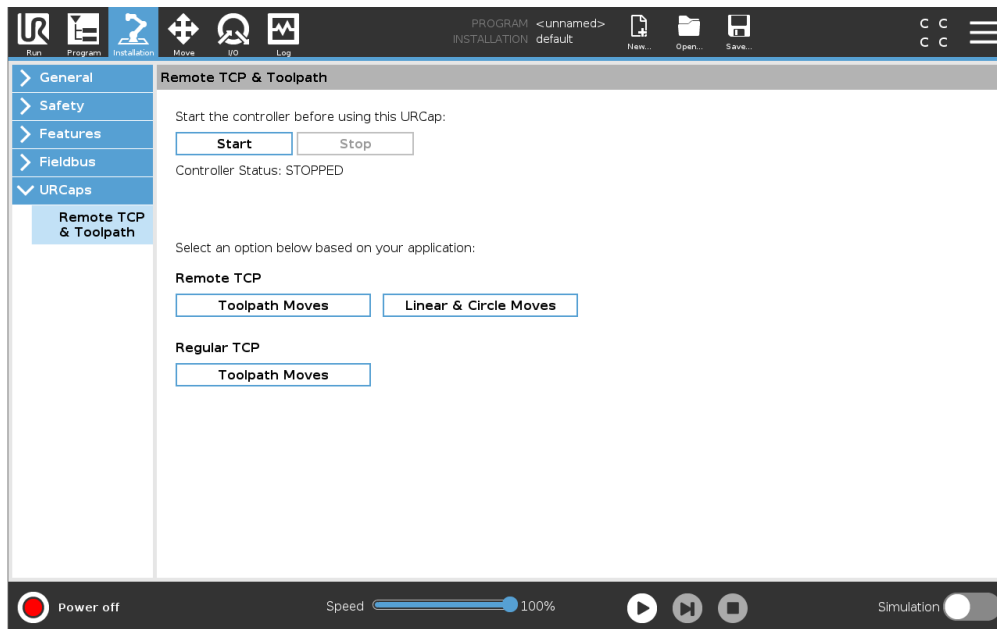 UR
Run
Program
Installation
Move
I/O
Log
PROGRAM <unnamed>
INSTALLATION default
New...
Open...
Save...
C C
C C
General
Safety
Features
Fieldbus
URCaps
Remote TCP
& Toolpath
Remote TCP & Toolpath
Start the controller before using this URCap:
Start
Stop
Controller Status: STOPPED
Select an option below based on your application:
Remote TCP
Toolpath Moves
Linear & Circle Moves
Regular TCP
Toolpath Moves
Power off
Speed
100%
Simulation